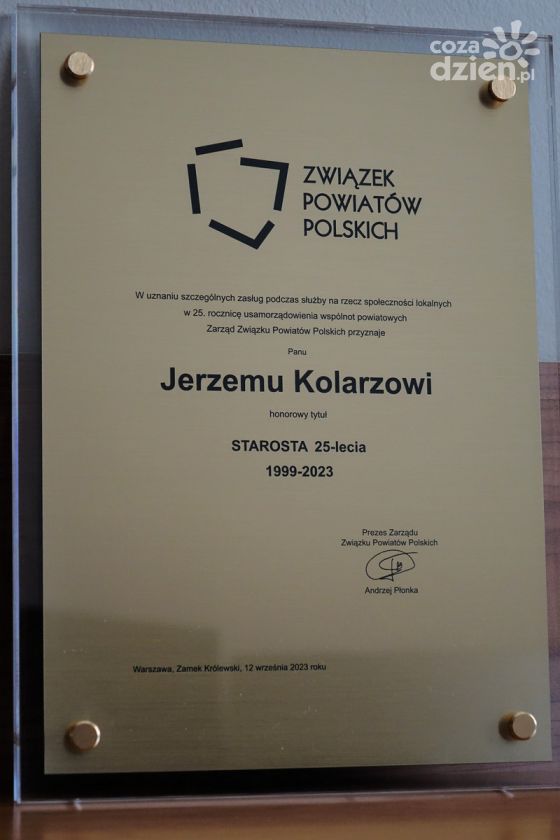 coza
dzien.pl
ZWIĄZEK
POWIATÓW
POLSKICH
W uznaniu szczególnych zasług podczas służby na rzecz społeczności lokalnych
w 25. rocznicę usamorządowienia wspólnot powiatowych
Zarząd Związku Powiatów Polskich przyznaje
Panu
Jerzemu Kolarzowi
honorowy tytuł
STAROSTA 25-lecia
1999-2023
Prezes Zarządu
Związku Powiatów Polskich
Andrzej Płonka
Warszawa, Zamek Królewski, 12 września 2023 roku